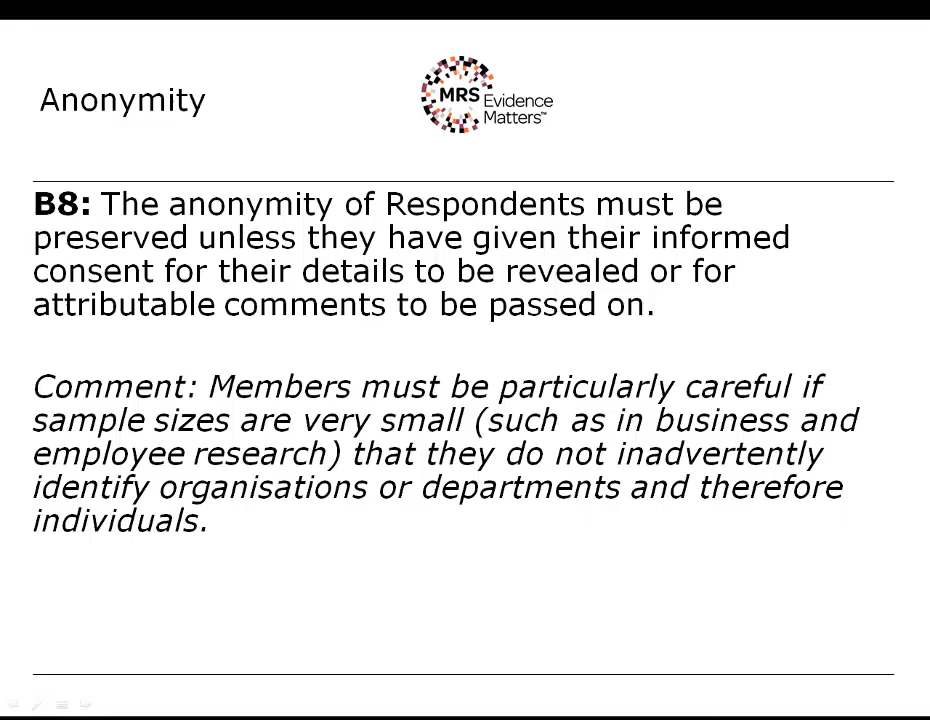 Anonymity
MRS Evidence
Matters™
B8: The anonymity of Respondents must be
preserved unless they have given their informed
consent for their details to be revealed or for
attributable comments to be passed on.
Comment: Members must be particularly careful if
sample sizes are very small (such as in business and
employee research) that they do not inadvertently
identify organisations or departments and therefore
individuals.